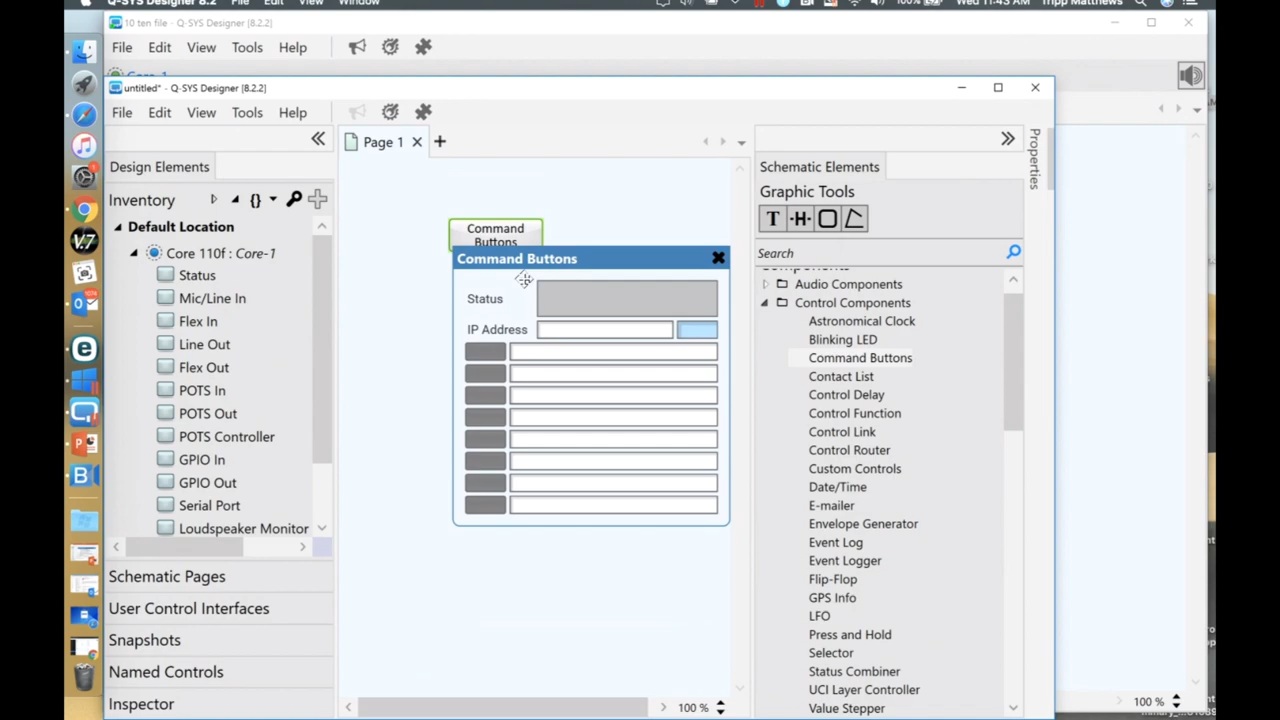 Q-SYS Designer [8.2.2] File Edit View Window
100% Wed 11:43 AM Tripp Matthews
10 ten file - Q-SYS Designer [8.2.2]
File Edit View Tools Help
Core-1
untitled* - Q-SYS Designer [8.2.2]
File Edit View Tools Help
Page 1
Design Elements
Inventory {}
Default Location
Core 110f : Core-1
Status
Mic/Line In
Flex In
Line Out
Flex Out
POTS In
POTS Out
POTS Controller
GPIO In
GPIO Out
Serial Port
Loudspeaker Monitor
Schematic Pages
User Control Interfaces
Snapshots
Named Controls
Inspector
Command
Buttons
Command Buttons
Status
IP Address
100 %
Properties
Schematic Elements
Graphic Tools
T H
Search
Audio Components
Control Components
Astronomical Clock
Blinking LED
Command Buttons
Contact List
Control Delay
Control Function
Control Link
Control Router
Custom Controls
Date/Time
E-mailer
Envelope Generator
Event Log
Event Logger
Flip-Flop
GPS Info
LFO
Press and Hold
Selector
Status Combiner
UCI Layer Controller
Value Stepper
100 %
V.7